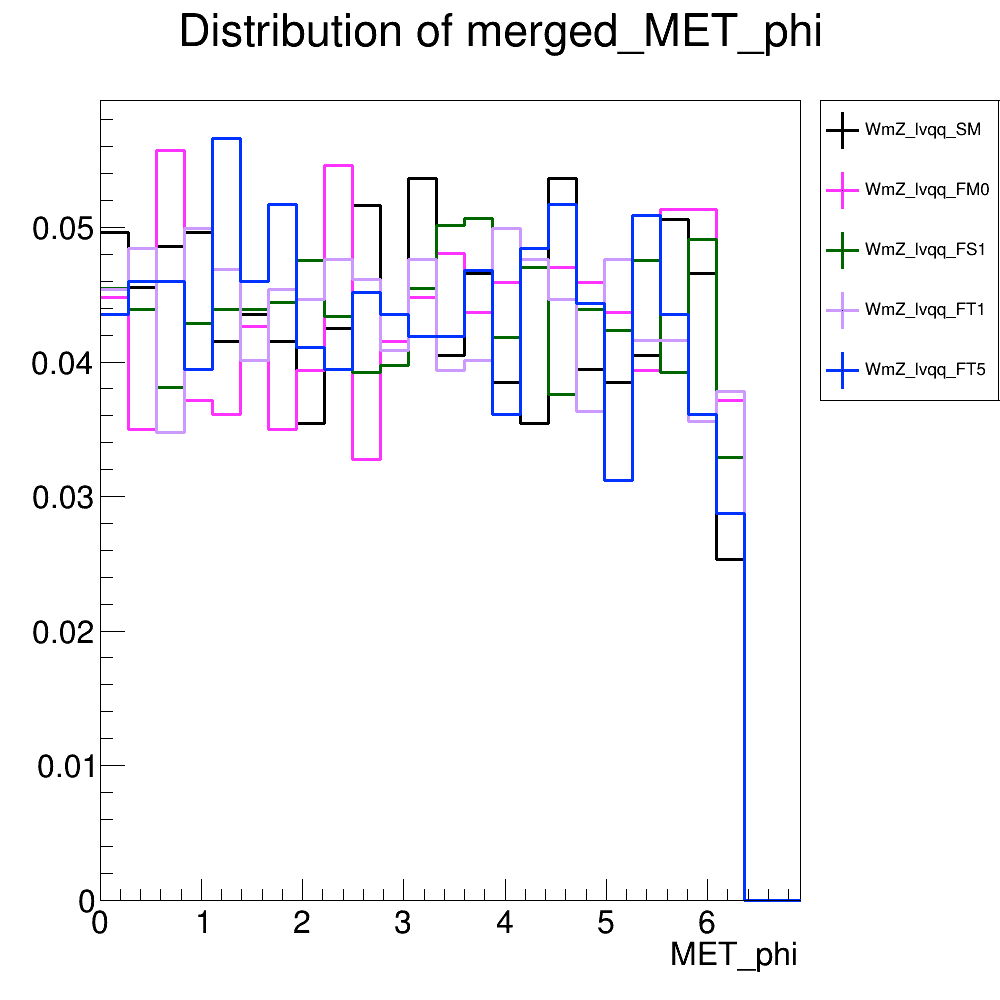 Distribution of merged_MET_phi
WmZ_lvqq_SM
WmZ_lvqq_FM0
WmZ_lvqq_FS1
WmZ_lvqq_FT1
WmZ_lvqq_FT5
0.05
0.04
0.03
0.02
0.01
0
0 1 2 3 4 5 6
MET_phi